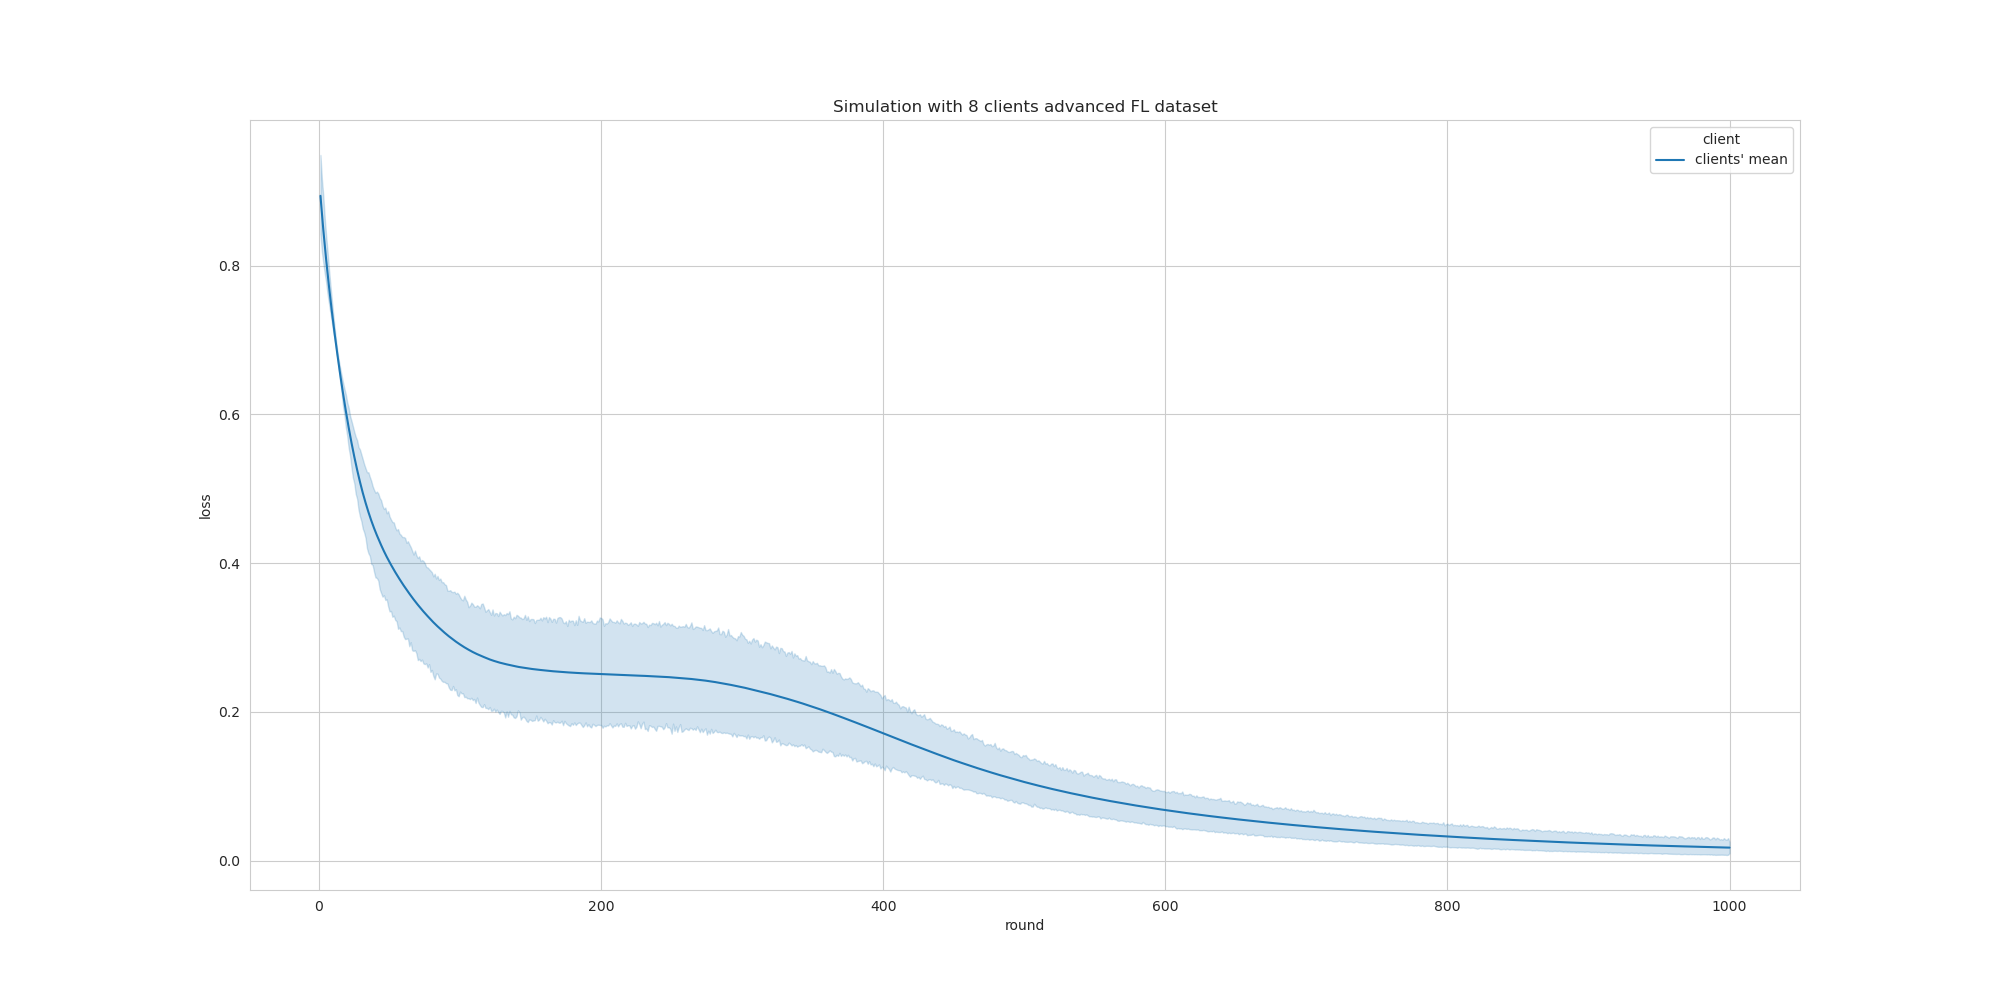 Simulation with 8 clients advanced FL dataset
client
clients' mean
loss
0.8
0.6
0.4
0.2
0.0
0 200 400 600 800 1000
round